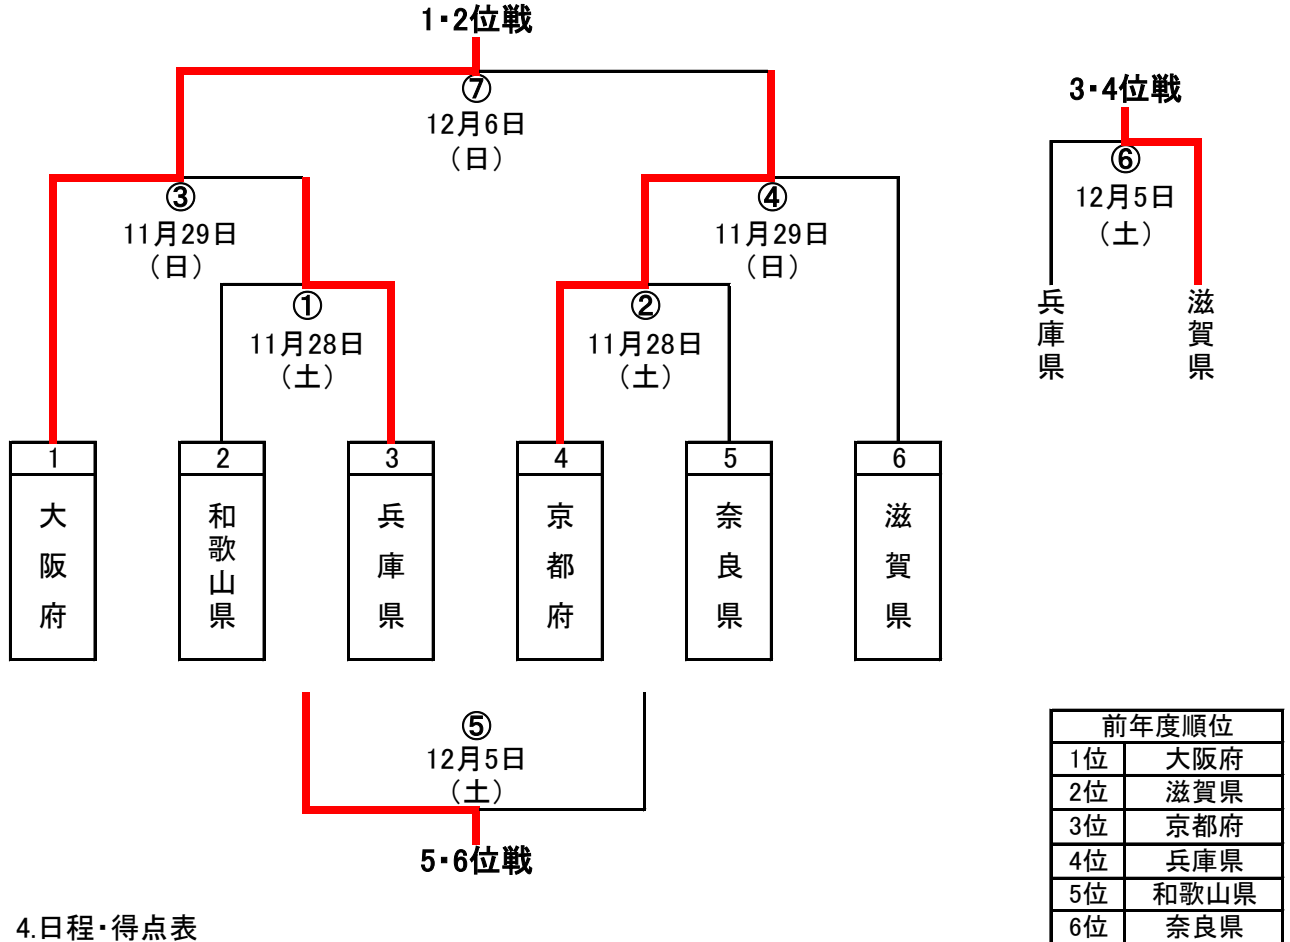 1・2位戦
⑦
12月6日
（日）
3・4位戦
⑥
12月5日
（土）
兵庫県
滋賀県
③
11月29日
（日）
④
11月29日
（日）
①
11月28日
（土）
②
11月28日
（土）
1
大阪府
2
和歌山県
3
兵庫県
4
京都府
5
奈良県
6
滋賀県
⑤
12月5日
（土）
5・6位戦
前年度順位
1位 大阪府
2位 滋賀県
3位 京都府
4位 兵庫県
5位 和歌山県
6位 奈良県
4.日程・得点表